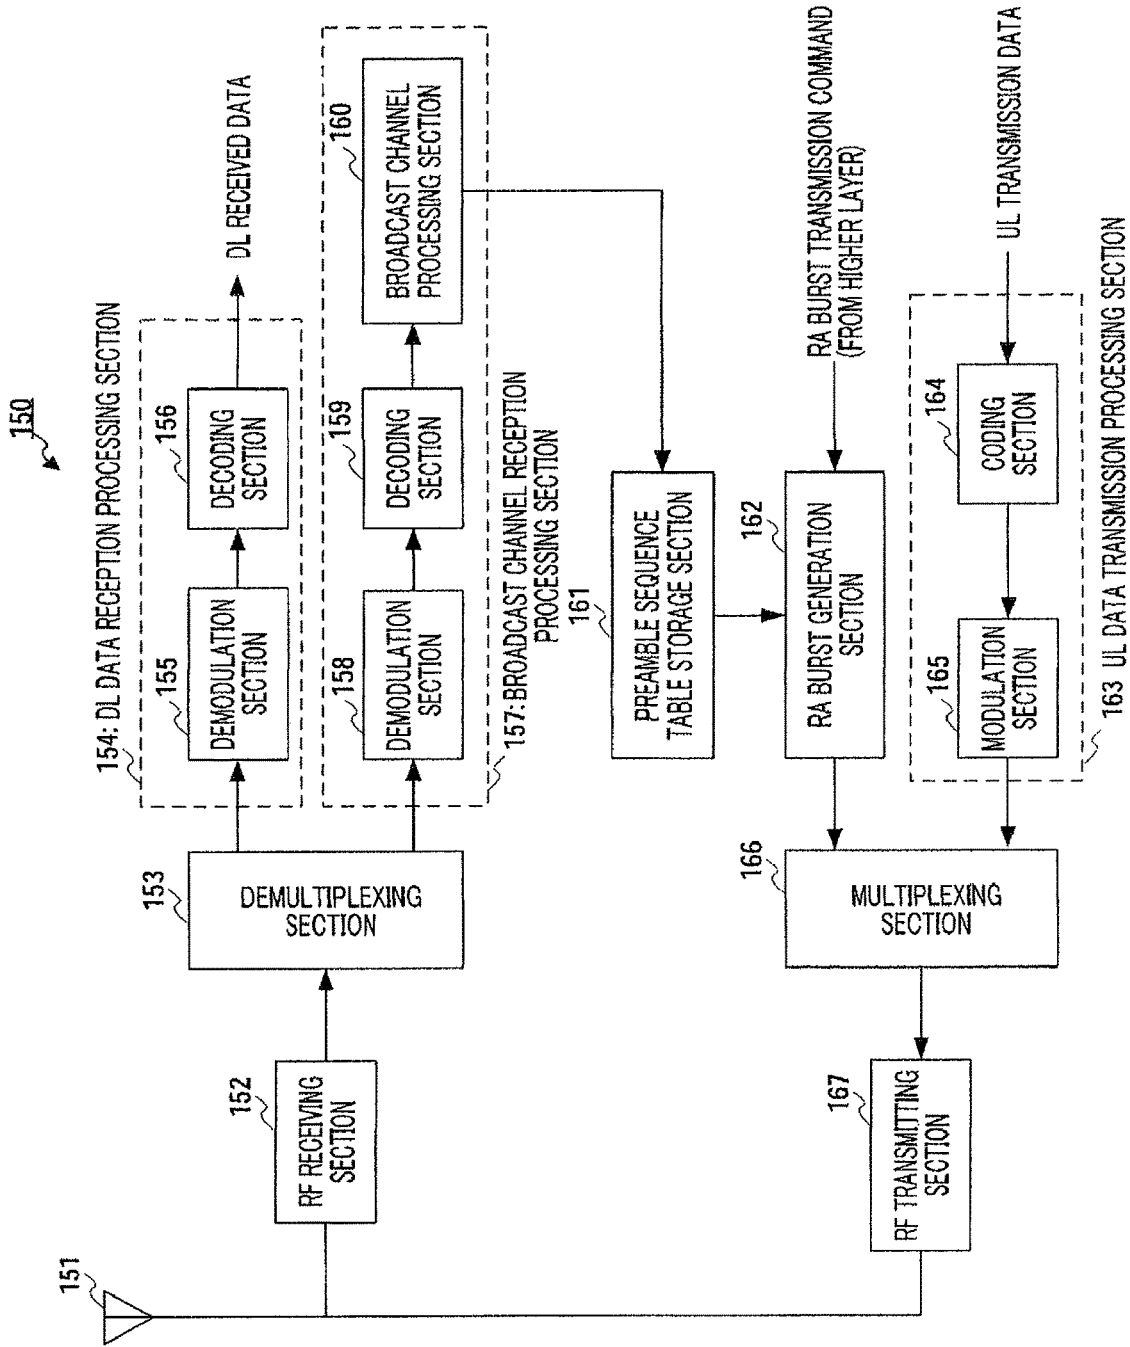 150
151
152
RF RECEIVING
SECTION
153
DEMULTIPLEXING
SECTION
154: DL DATA RECEPTION PROCESSING SECTION
155
DEMODULATION
SECTION
156
DECODING
SECTION
DL RECEIVED DATA
157: BROADCAST CHANNEL RECEPTION
PROCESSING SECTION
158
DEMODULATION
SECTION
159
DECODING
SECTION
160
BROADCAST CHANNEL
PROCESSING SECTION
161
PREAMBLE SEQUENCE
TABLE STORAGE SECTION
162
RA BURST GENERATION
SECTION
RA BURST TRANSMISSION COMMAND
(FROM HIGHER LAYER)
UL TRANSMISSION DATA
163 UL DATA TRANSMISSION PROCESSING SECTION
164
CODING
SECTION
165
MODULATION
SECTION
166
MULTIPLEXING
SECTION
167
RF TRANSMITTING
SECTION